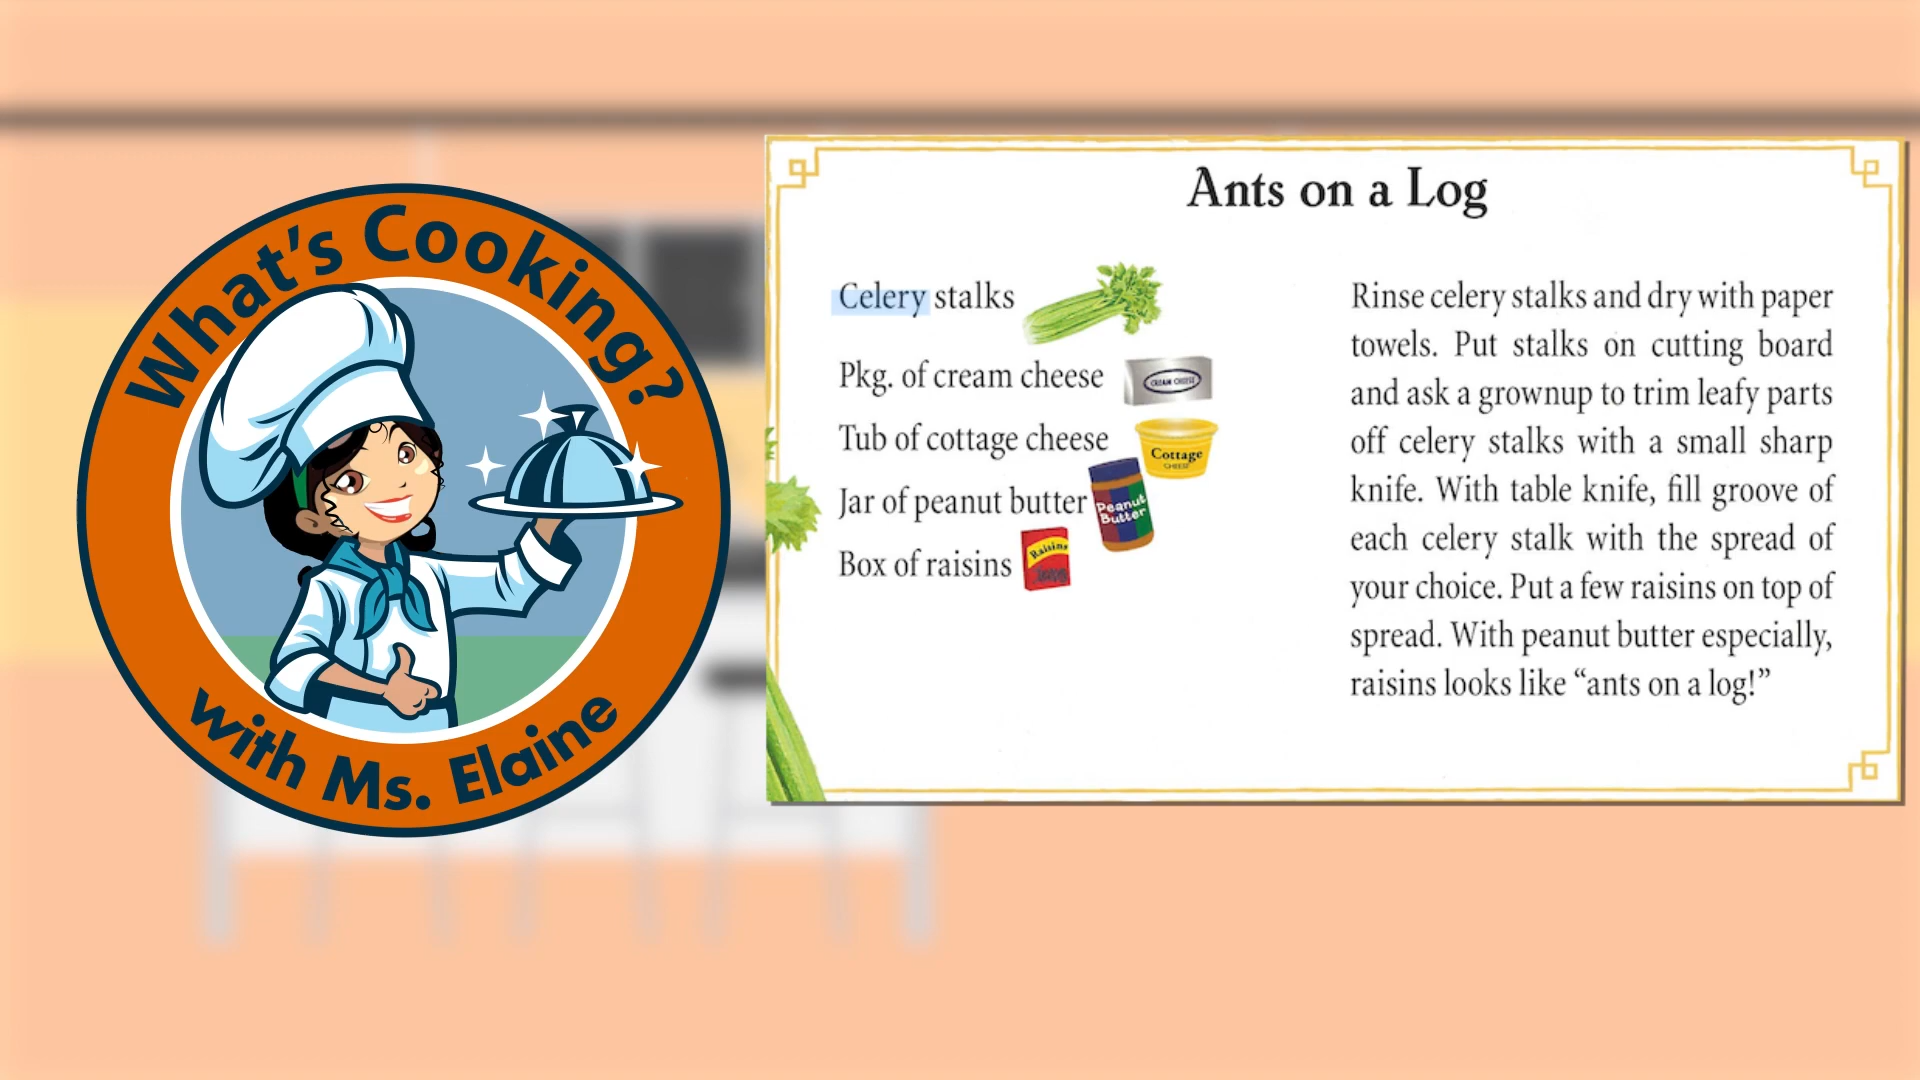 What's Cooking?
with Ms. Elaine
Ants on a Log
Celery stalks
Pkg. of cream cheese
CREAM CHEESE
Tub of cottage cheese
Cottage
CHEESE
Jar of peanut butter
Peanut
Butter
Box of raisins
Raisins
Rinse celery stalks and dry with paper
towels. Put stalks on cutting board
and ask a grownup to trim leafy parts
off celery stalks with a small sharp
knife. With table knife, fill groove of
each celery stalk with the spread of
your choice. Put a few raisins on top of
spread. With peanut butter especially,
raisins looks like “ants on a log!”